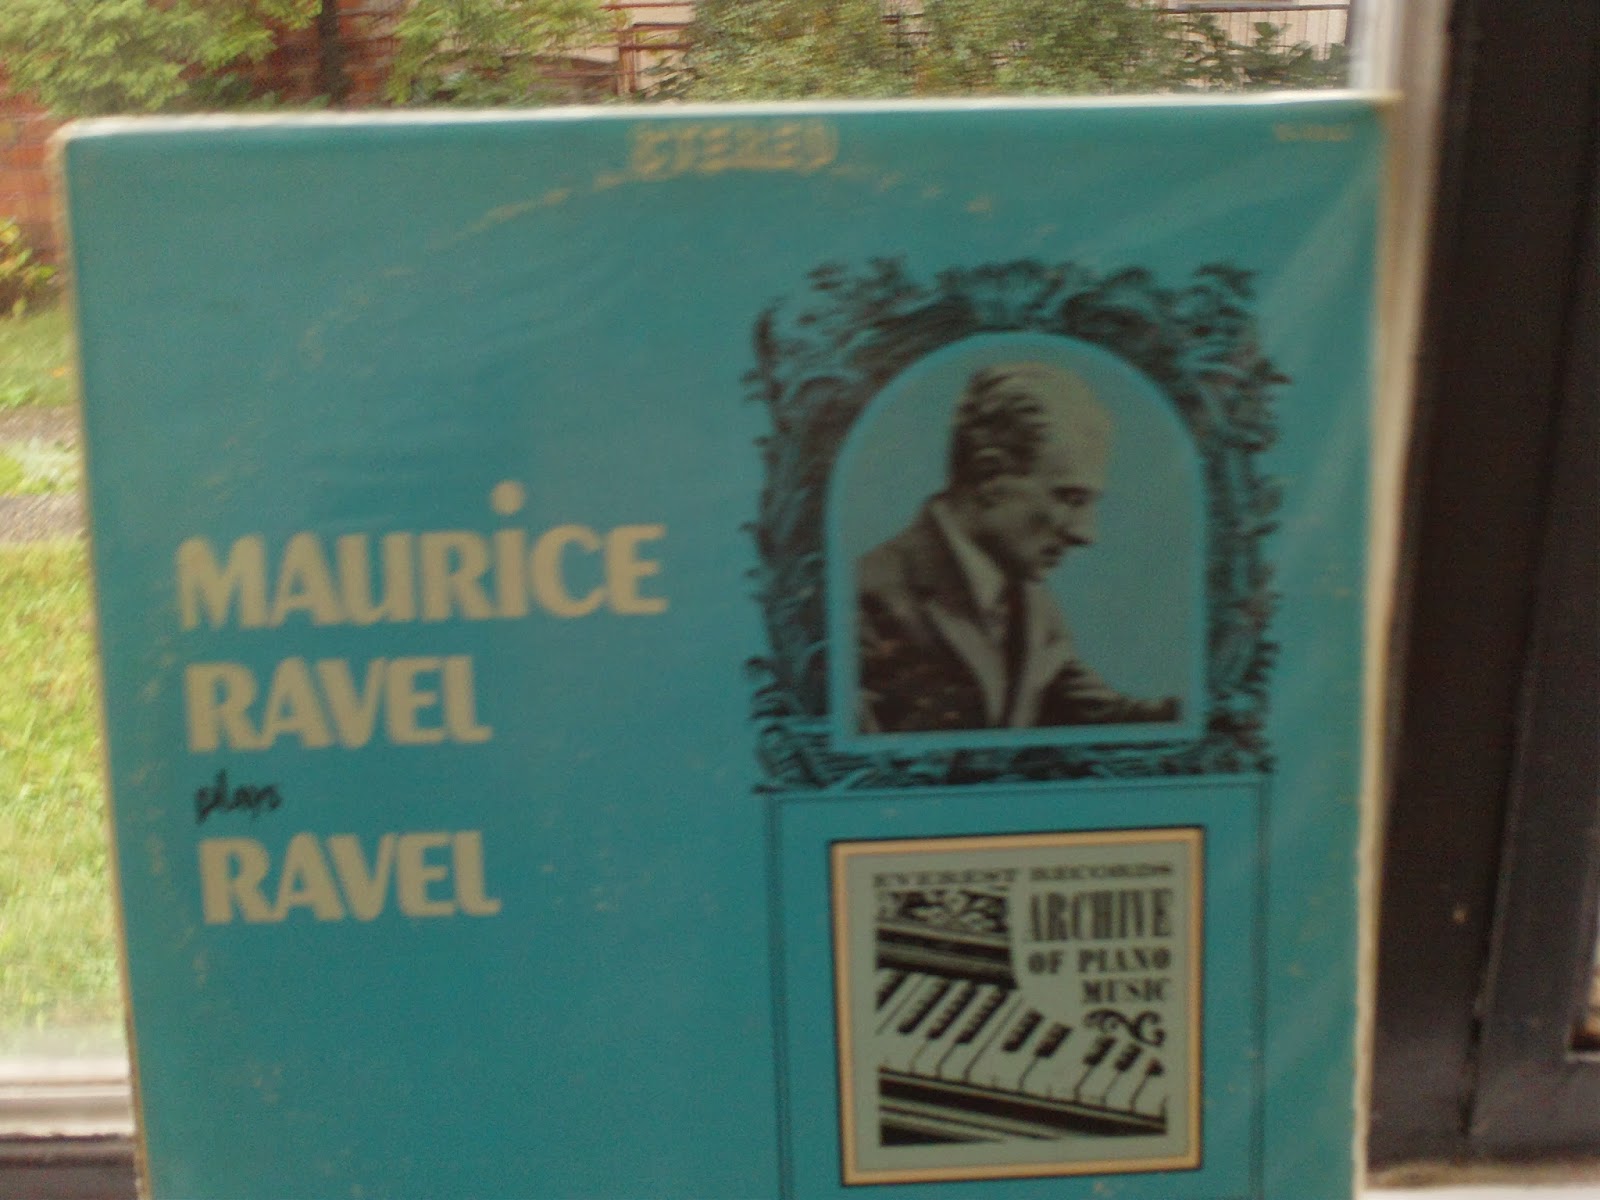 STEREO
MAURiCE
RAVEL
plays
RAVEL
EVEREST RECORDS
ARCHIVE
OF PIANO
MUSIC